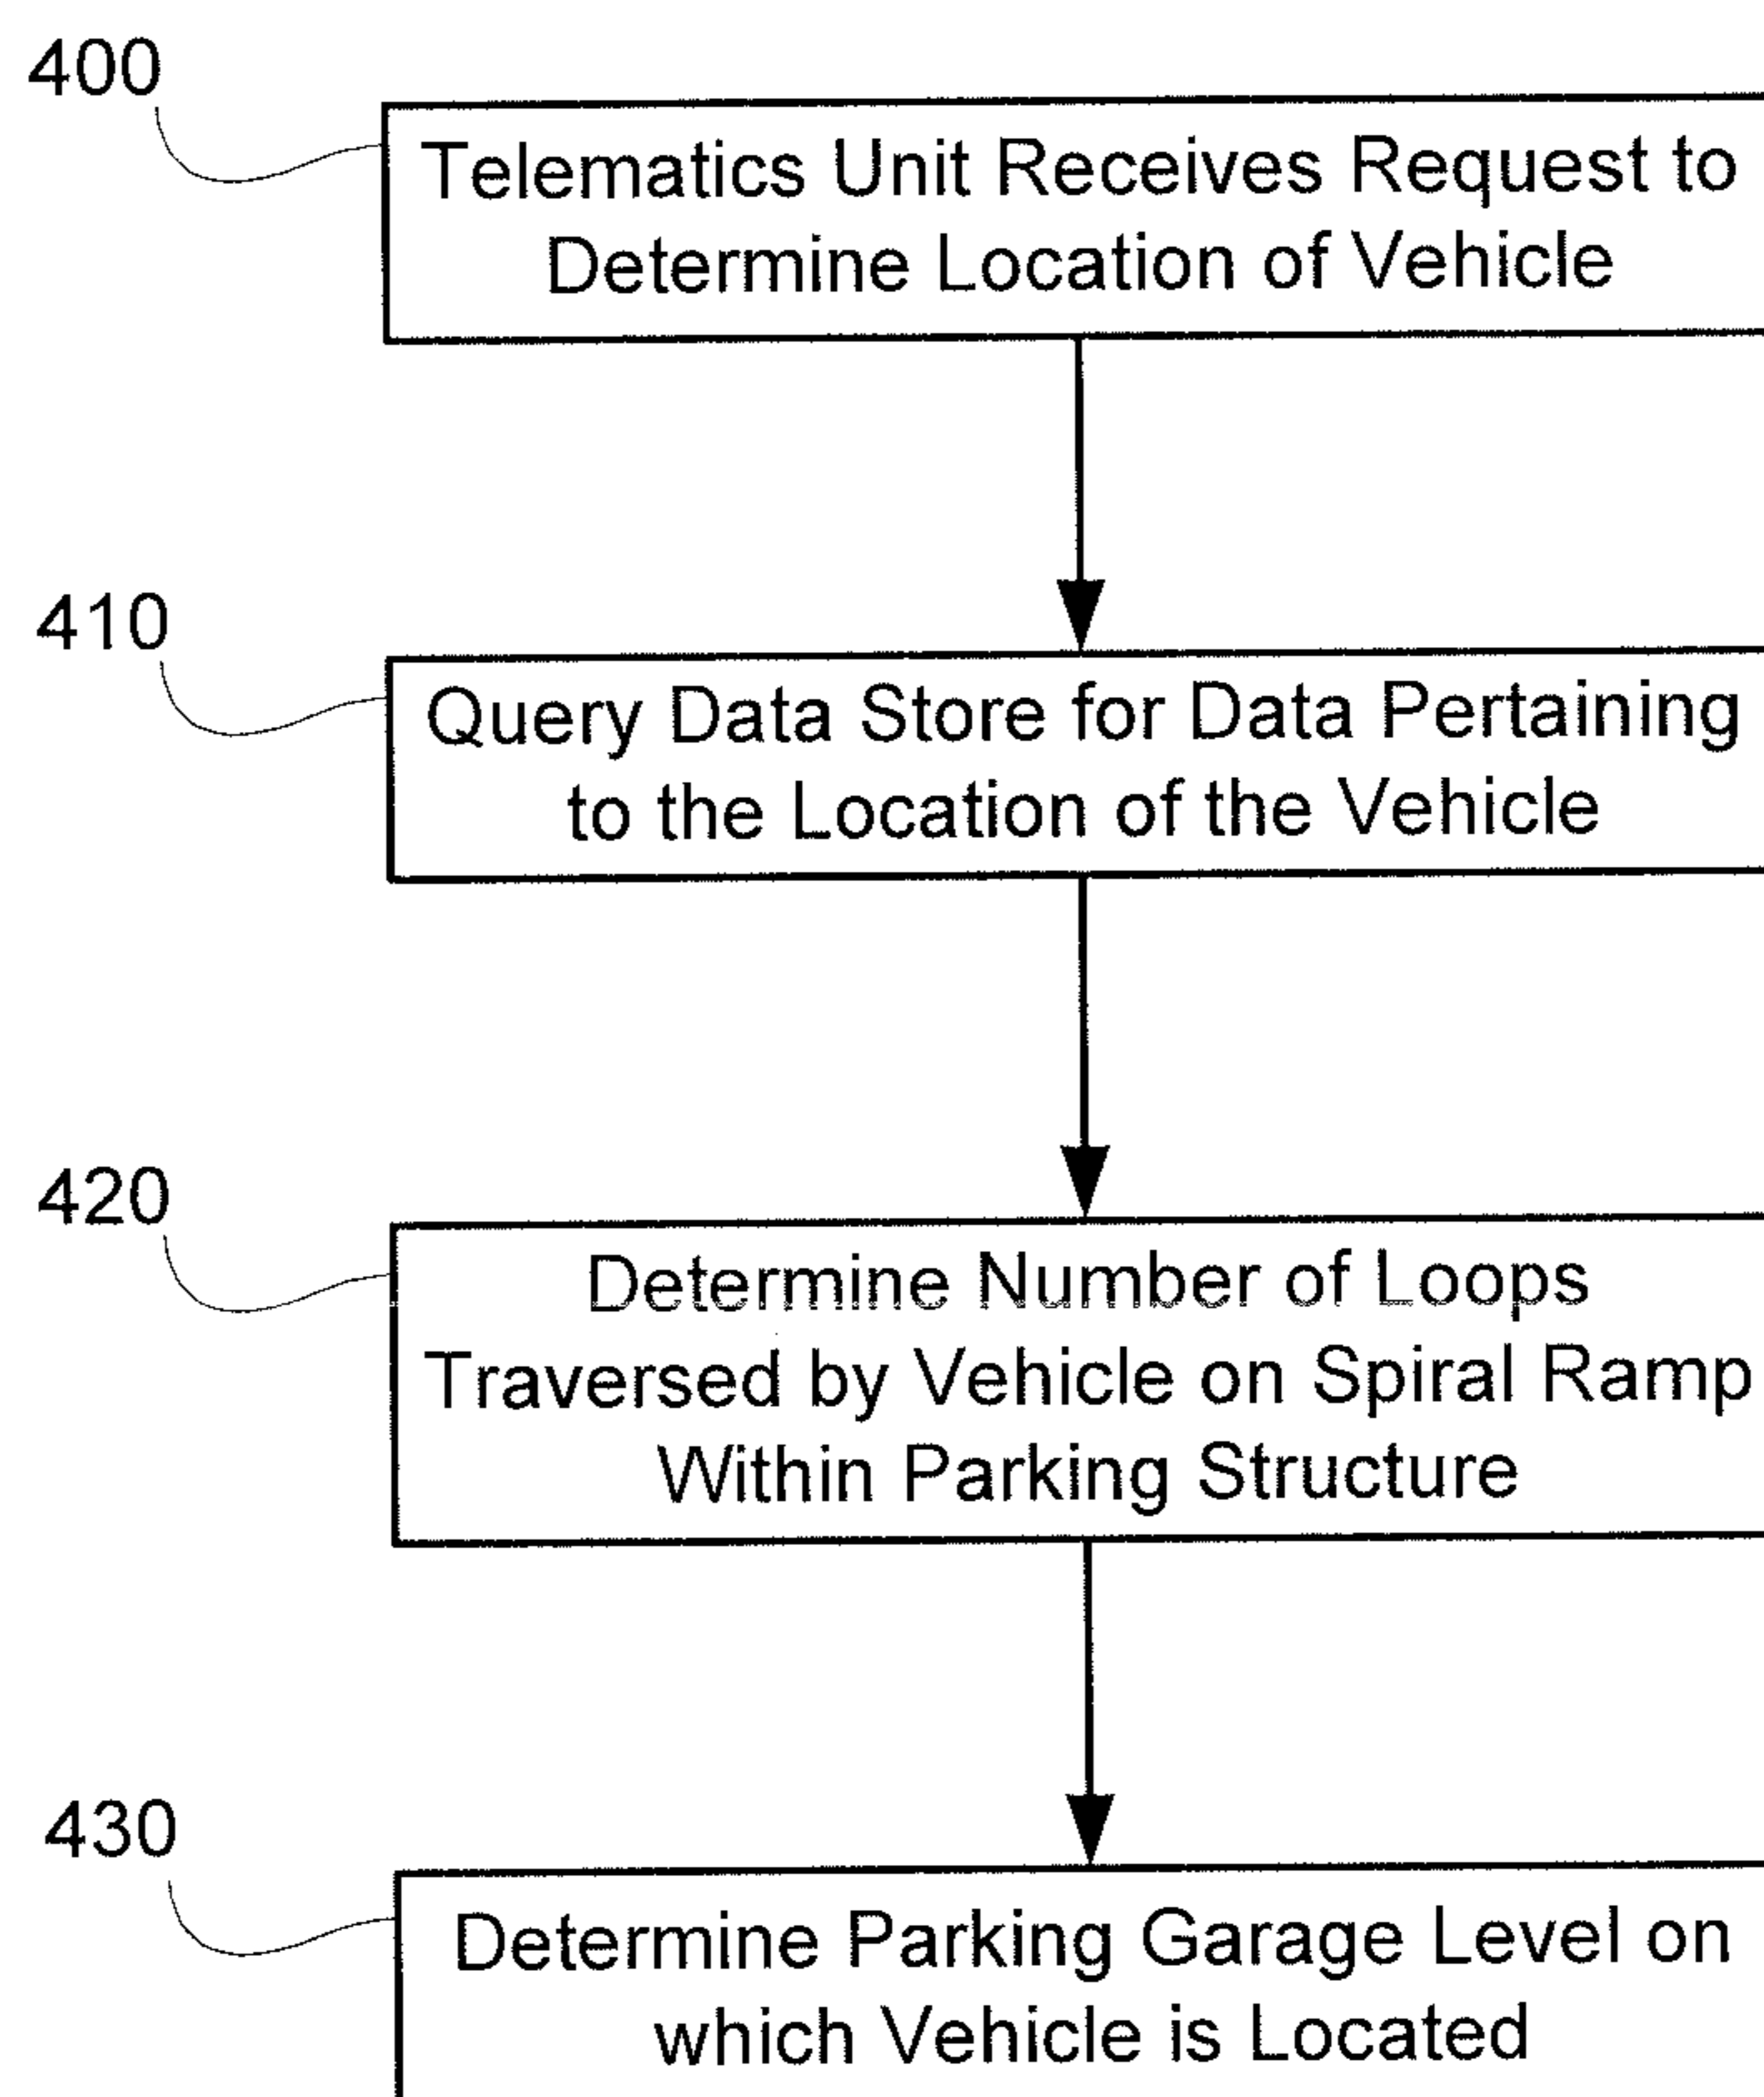 400
Telematics Unit Receives Request to
Determine Location of Vehicle
410
Query Data Store for Data Pertaining
to the Location of the Vehicle
420
Determine Number of Loops
Traversed by Vehicle on Spiral Ramp
Within Parking Structure
430
Determine Parking Garage Level on
which Vehicle is Located